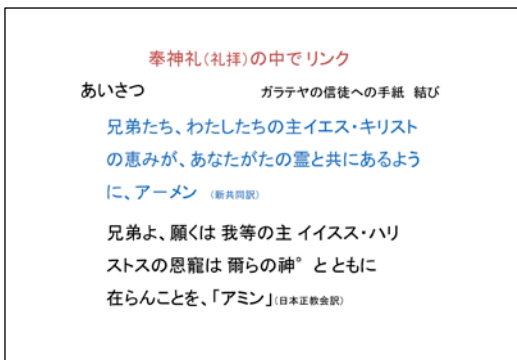 奉神礼(礼拝)の中でリンク
あいさつ ガラテヤの信徒への手紙 結び
兄弟たち、わたしたちの主イエス・キリスト
の恵みが、あなたがたの霊と共にあるよう
に、アーメン (新共同訳)
兄弟よ、願くは 我等の主 イイスス・ハリ
ストスの恩寵は 爾らの神゜とともに
在らんことを、「アミン」(日本正教会訳)